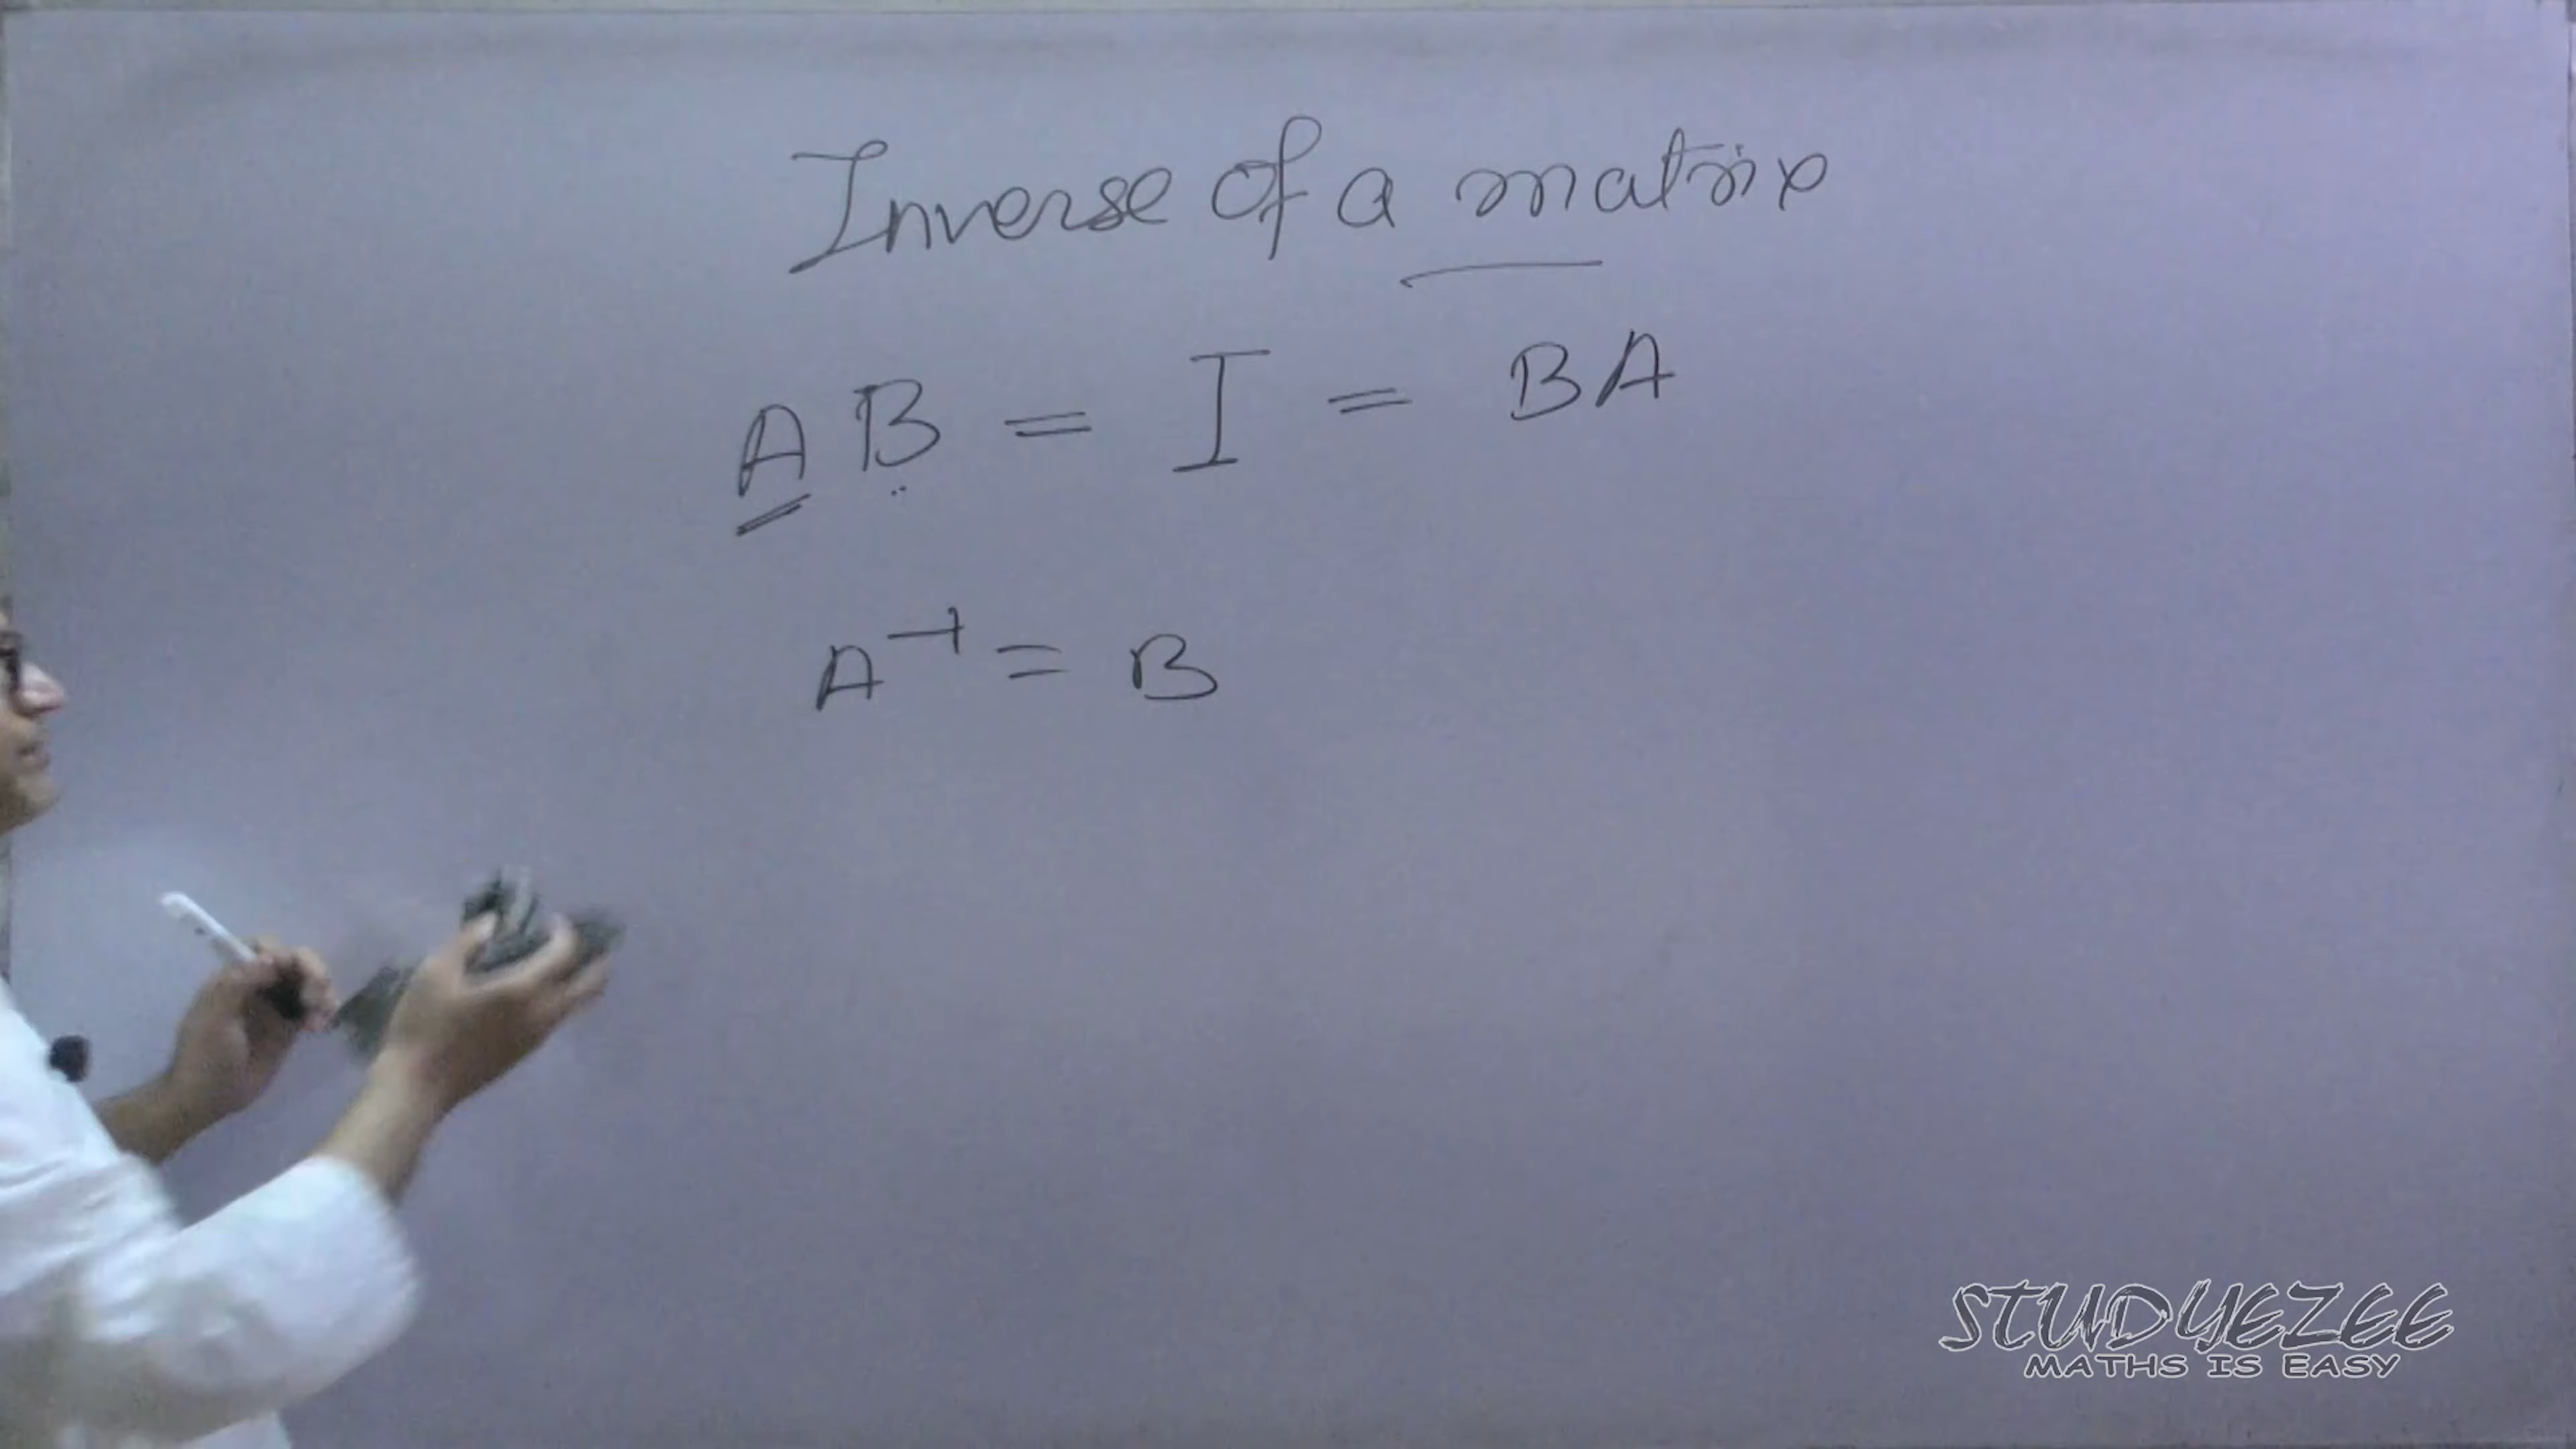 Inverse of a matrix
AB = I = BA
A⁻¹ = B
STUDYEZEE
MATHS IS EASY